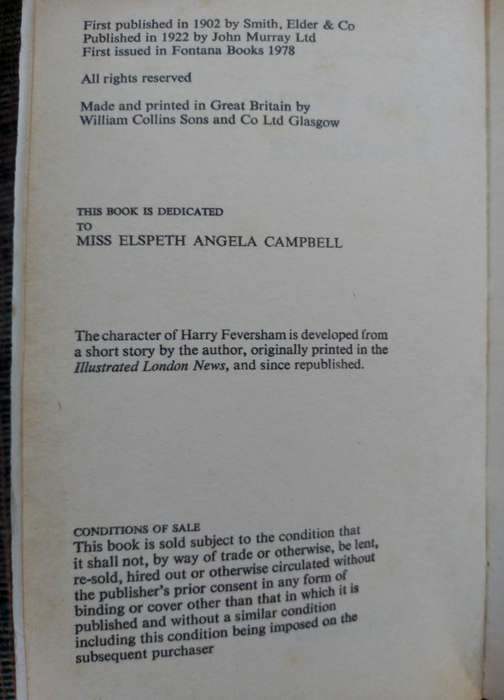 First published in 1902 by Smith, Elder & Co
Published in 1922 by John Murray Ltd
First issued in Fontana Books 1978
All rights reserved
Made and printed in Great Britain by
William Collins Sons and Co Ltd Glasgow
THIS BOOK IS DEDICATED
TO
MISS ELSPETH ANGELA CAMPBELL
The character of Harry Feversham is developed from
a short story by the author, originally printed in the
Illustrated London News, and since republished.
CONDITIONS OF SALE
This book is sold subject to the condition that
it shall not, by way of trade or otherwise, be lent,
re-sold, hired out or otherwise circulated without
the publisher's prior consent in any form of
binding or cover other than that in which it is
published and without a similar condition
including this condition being imposed on the
subsequent purchaser